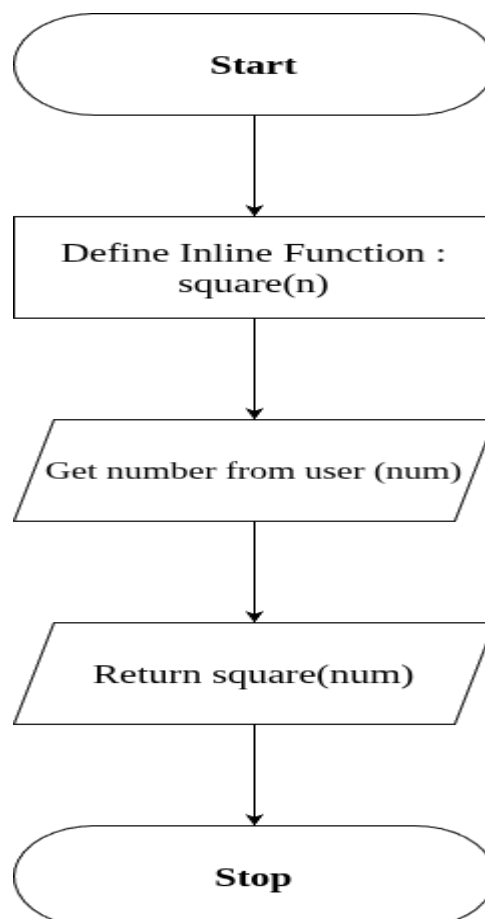 Start
Define Inline Function :
square(n)
Get number from user (num)
Return square(num)
Stop